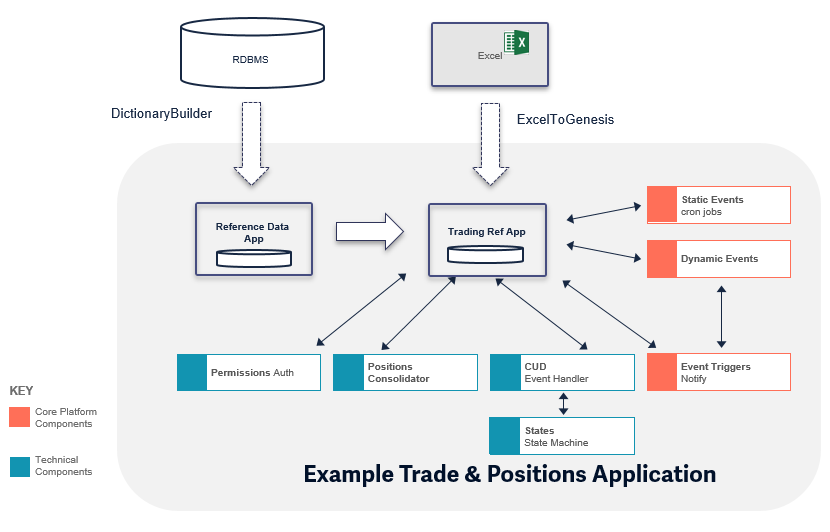 RDBMS
Excel
X
DictionaryBuilder
ExcelToGenesis
Reference Data
App
Trading Ref App
Static Events
cron jobs
Dynamic Events
Permissions Auth
Positions
Consolidator
CUD
Event Handler
Event Triggers
Notify
KEY
Core Platform
Components
States
State Machine
Technical
Components
Example Trade & Positions Application